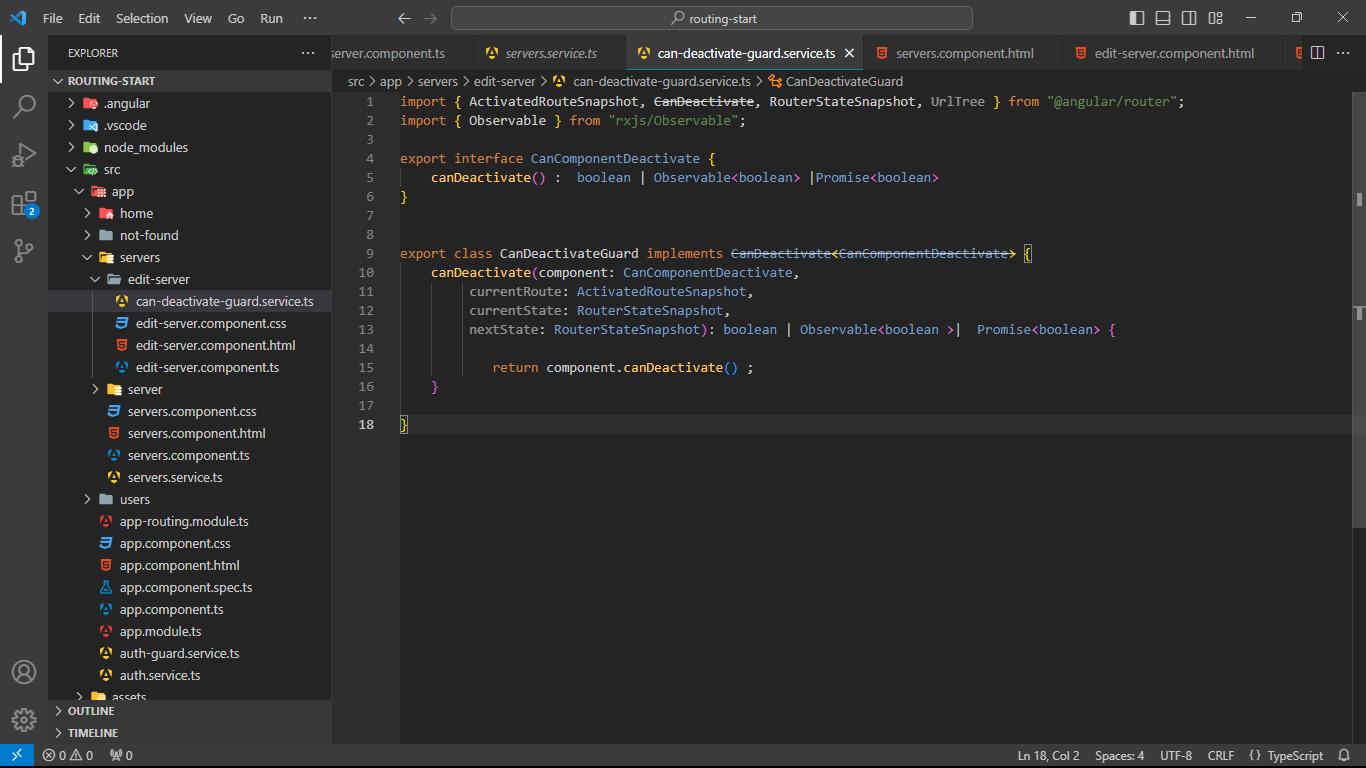 File Edit Selection View Go Run ··· routing-start
EXPLORER ···
ROUTING-START
.angular
.vscode
node_modules
src
app
home
not-found
servers
edit-server
can-deactivate-guard.service.ts
edit-server.component.css
edit-server.component.html
edit-server.component.ts
server
servers.component.css
servers.component.html
servers.component.ts
servers.service.ts
users
app-routing.module.ts
app.component.css
app.component.html
app.component.spec.ts
app.component.ts
app.module.ts
auth-guard.service.ts
auth.service.ts
assets
OUTLINE
TIMELINE
2
erver.component.ts servers.service.ts can-deactivate-guard.service.ts servers.component.html edit-server.component.html ···
src > app > servers > edit-server > can-deactivate-guard.service.ts > CanDeactivateGuard
1 import { ActivatedRouteSnapshot, CanDeactivate, RouterStateSnapshot, UrlTree } from "@angular/router";
2 import { Observable } from "rxjs/Observable";
3
4 export interface CanComponentDeactivate {
5 canDeactivate() :  boolean | Observable<boolean> |Promise<boolean>
6 }
7
8
9 export class CanDeactivateGuard implements CanDeactivate<CanComponentDeactivate> {
10 canDeactivate(component: CanComponentDeactivate,
11 currentRoute: ActivatedRouteSnapshot,
12 currentState: RouterStateSnapshot,
13 nextState: RouterStateSnapshot): boolean | Observable<boolean >|  Promise<boolean> {
14
15 return component.canDeactivate() ;
16 }
17
18 }
0 0 0 Ln 18, Col 2 Spaces: 4 UTF-8 CRLF {} TypeScript